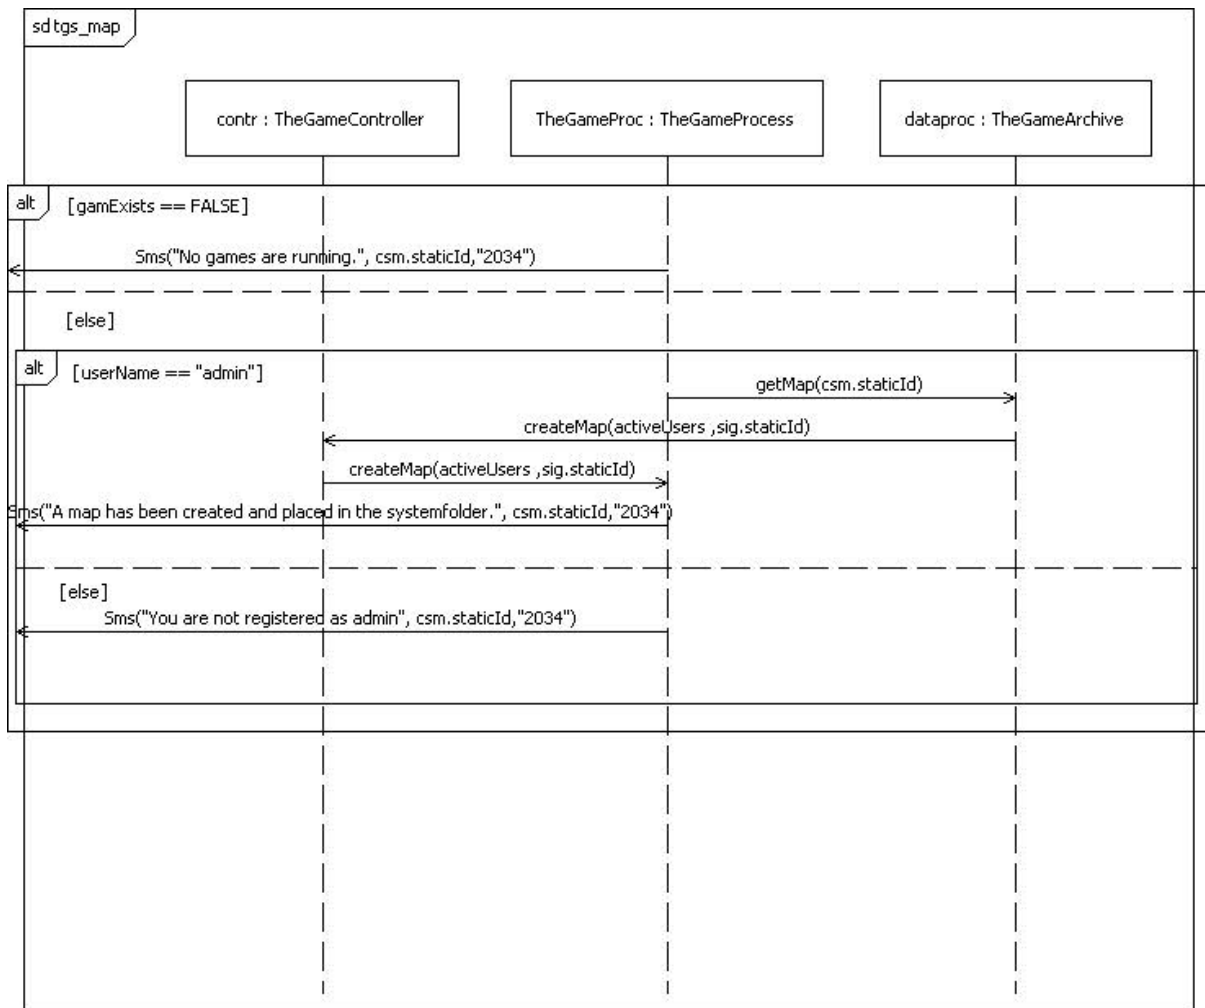 sd tgs_map
contr : TheGameController
TheGameProc : TheGameProcess
dataproc : TheGameArchive
alt
[gamExists == FALSE]
Sms("No games are running.", csm.staticId,"2034")
[else]
alt
[userName == "admin"]
getMap(csm.staticId)
createMap(activeUsers ,sig.staticId)
createMap(activeUsers ,sig.staticId)
Sms("A map has been created and placed in the systemfolder.", csm.staticId,"2034")
[else]
Sms("You are not registered as admin", csm.staticId,"2034")